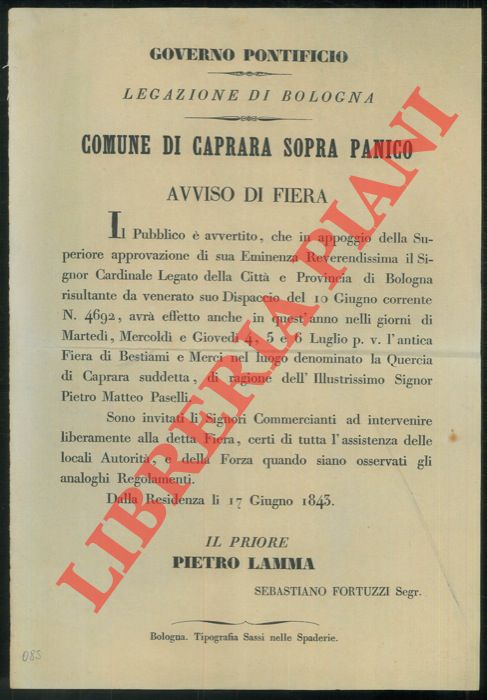 GOVERNO PONTIFICIO
LEGAZIONE DI BOLOGNA
COMUNE DI CAPRARA SOPRA PANICO
AVVISO DI FIERA
Il Pubblico è avvertito, che in appoggio della Su-
periore approvazione di sua Eminenza Reverendissima il Si-
gnor Cardinale Legato della Città e Provincia di Bologna
risultante da venerato suo Dispaccio del 10 Giugno corrente
N. 4692, avrà effetto anche in quest'anno nelli giorni di
Martedì, Mercoldì e Giovedì 4, 5 e 6 Luglio p. v. l'antica
Fiera di Bestiami e Merci nel luogo denominato la Quercia
di Caprara suddetta, di ragione dell'Illustrissimo Signor
Pietro Matteo Paselli.
Sono invitati li Signori Commercianti ad intervenire
liberamente alla detta Fiera, certi di tutta l'assistenza delle
locali Autorità, e della Forza quando siano osservati gli
analoghi Regolamenti.
Dalla Residenza li 17 Giugno 1843.
IL PRIORE
PIETRO LAMMA
SEBASTIANO FORTUZZI Segr.
Bologna. Tipografia Sassi nelle Spaderie.
085
LIBRERIA PIANI